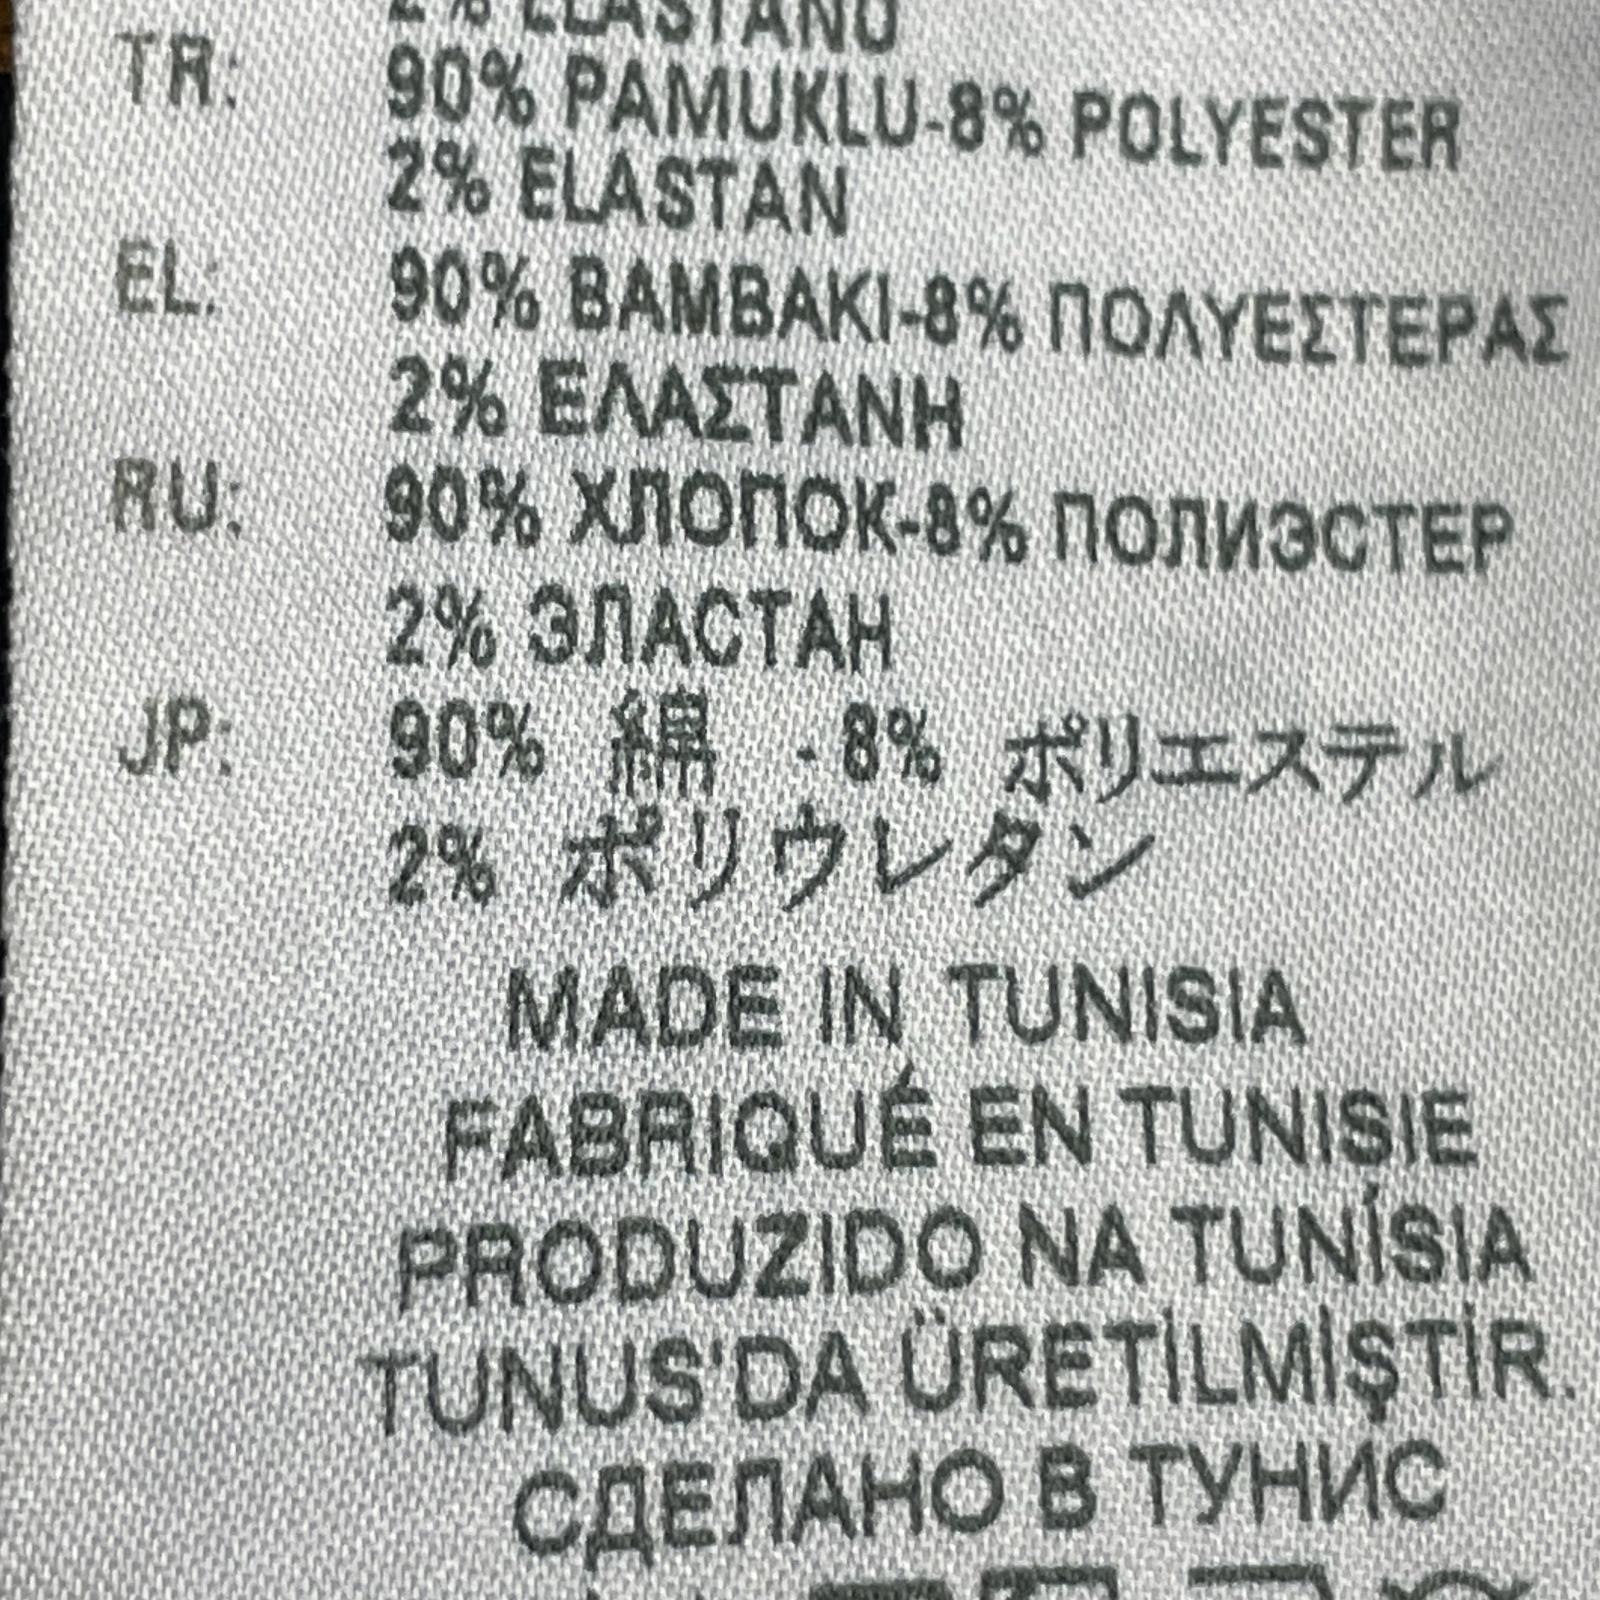 2% ELASTANO
TR: 90% PAMUKLU-8% POLYESTER
2% ELASTAN
EL: 90% BAMBAKI-8% ΠΟΛΥΕΣΤΕΡΑΣ
2% ΕΛΑΣΤΑΝΗ
RU: 90% ХЛОПОК-8% ПОЛИЭСТЕР
2% ЭЛАСТАН
JP: 90% 綿 - 8% ポリエステル
2% ポリウレタン
MADE IN TUNISIA
FABRIQUÉ EN TUNISIE
PRODUZIDO NA TUNÍSIA
TUNUS'DA ÜRETİLMİŞTİR.
СДЕЛАНО В ТУНИС